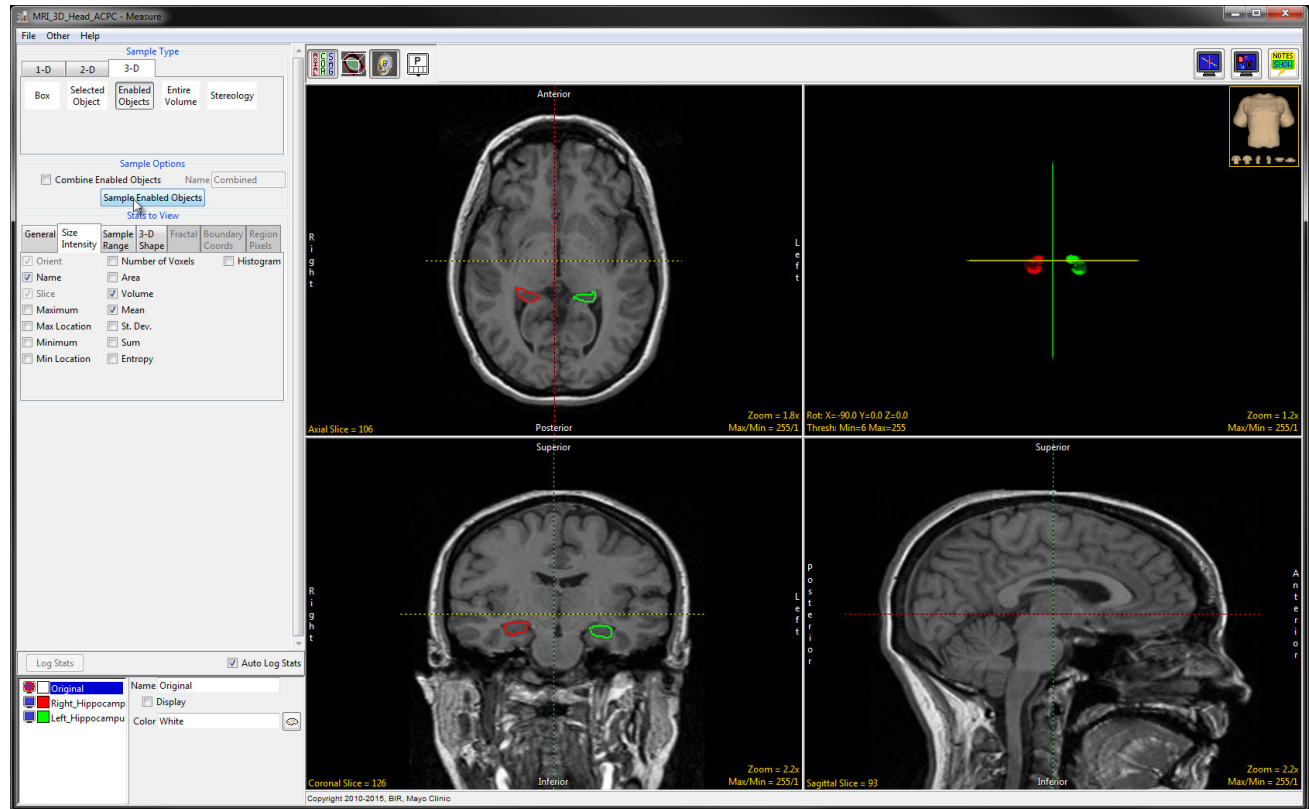 MRI_3D_Head_ACPC - Measure
File Other Help
Sample Type
1-D 2-D 3-D
Box Selected Object Enabled Objects Entire Volume Stereology
Sample Options
Combine Enabled Objects Name Combined
Sample Enabled Objects
Stats to View
General Size Intensity Sample Range 3-D Shape Fractal Boundary Coords Region Pixels
Orient Number of Voxels Histogram
Name Area
Slice Volume
Maximum Mean
Max Location St. Dev.
Minimum Sum
Min Location Entropy
Log Stats Auto Log Stats
Original
Right_Hippocamp
Left_Hippocampu
Name Original
Display
Color White
AXIAL COR SAG
P
NOTES
SHOW
Anterior
Right
Left
Axial Slice = 106
Posterior
Zoom = 1.8x
Max/Min = 255/1
Rot: X=-90.0 Y=0.0 Z=0.0
Thresh: Min=6 Max=255
Zoom = 1.2x
Max/Min = 255/1
Superior
Right
Left
Coronal Slice = 126
Inferior
Zoom = 2.2x
Max/Min = 255/1
Superior
Posterior
Anterior
Sagittal Slice = 93
Inferior
Zoom = 2.2x
Max/Min = 255/1
Copyright 2010-2015, BIR, Mayo Clinic